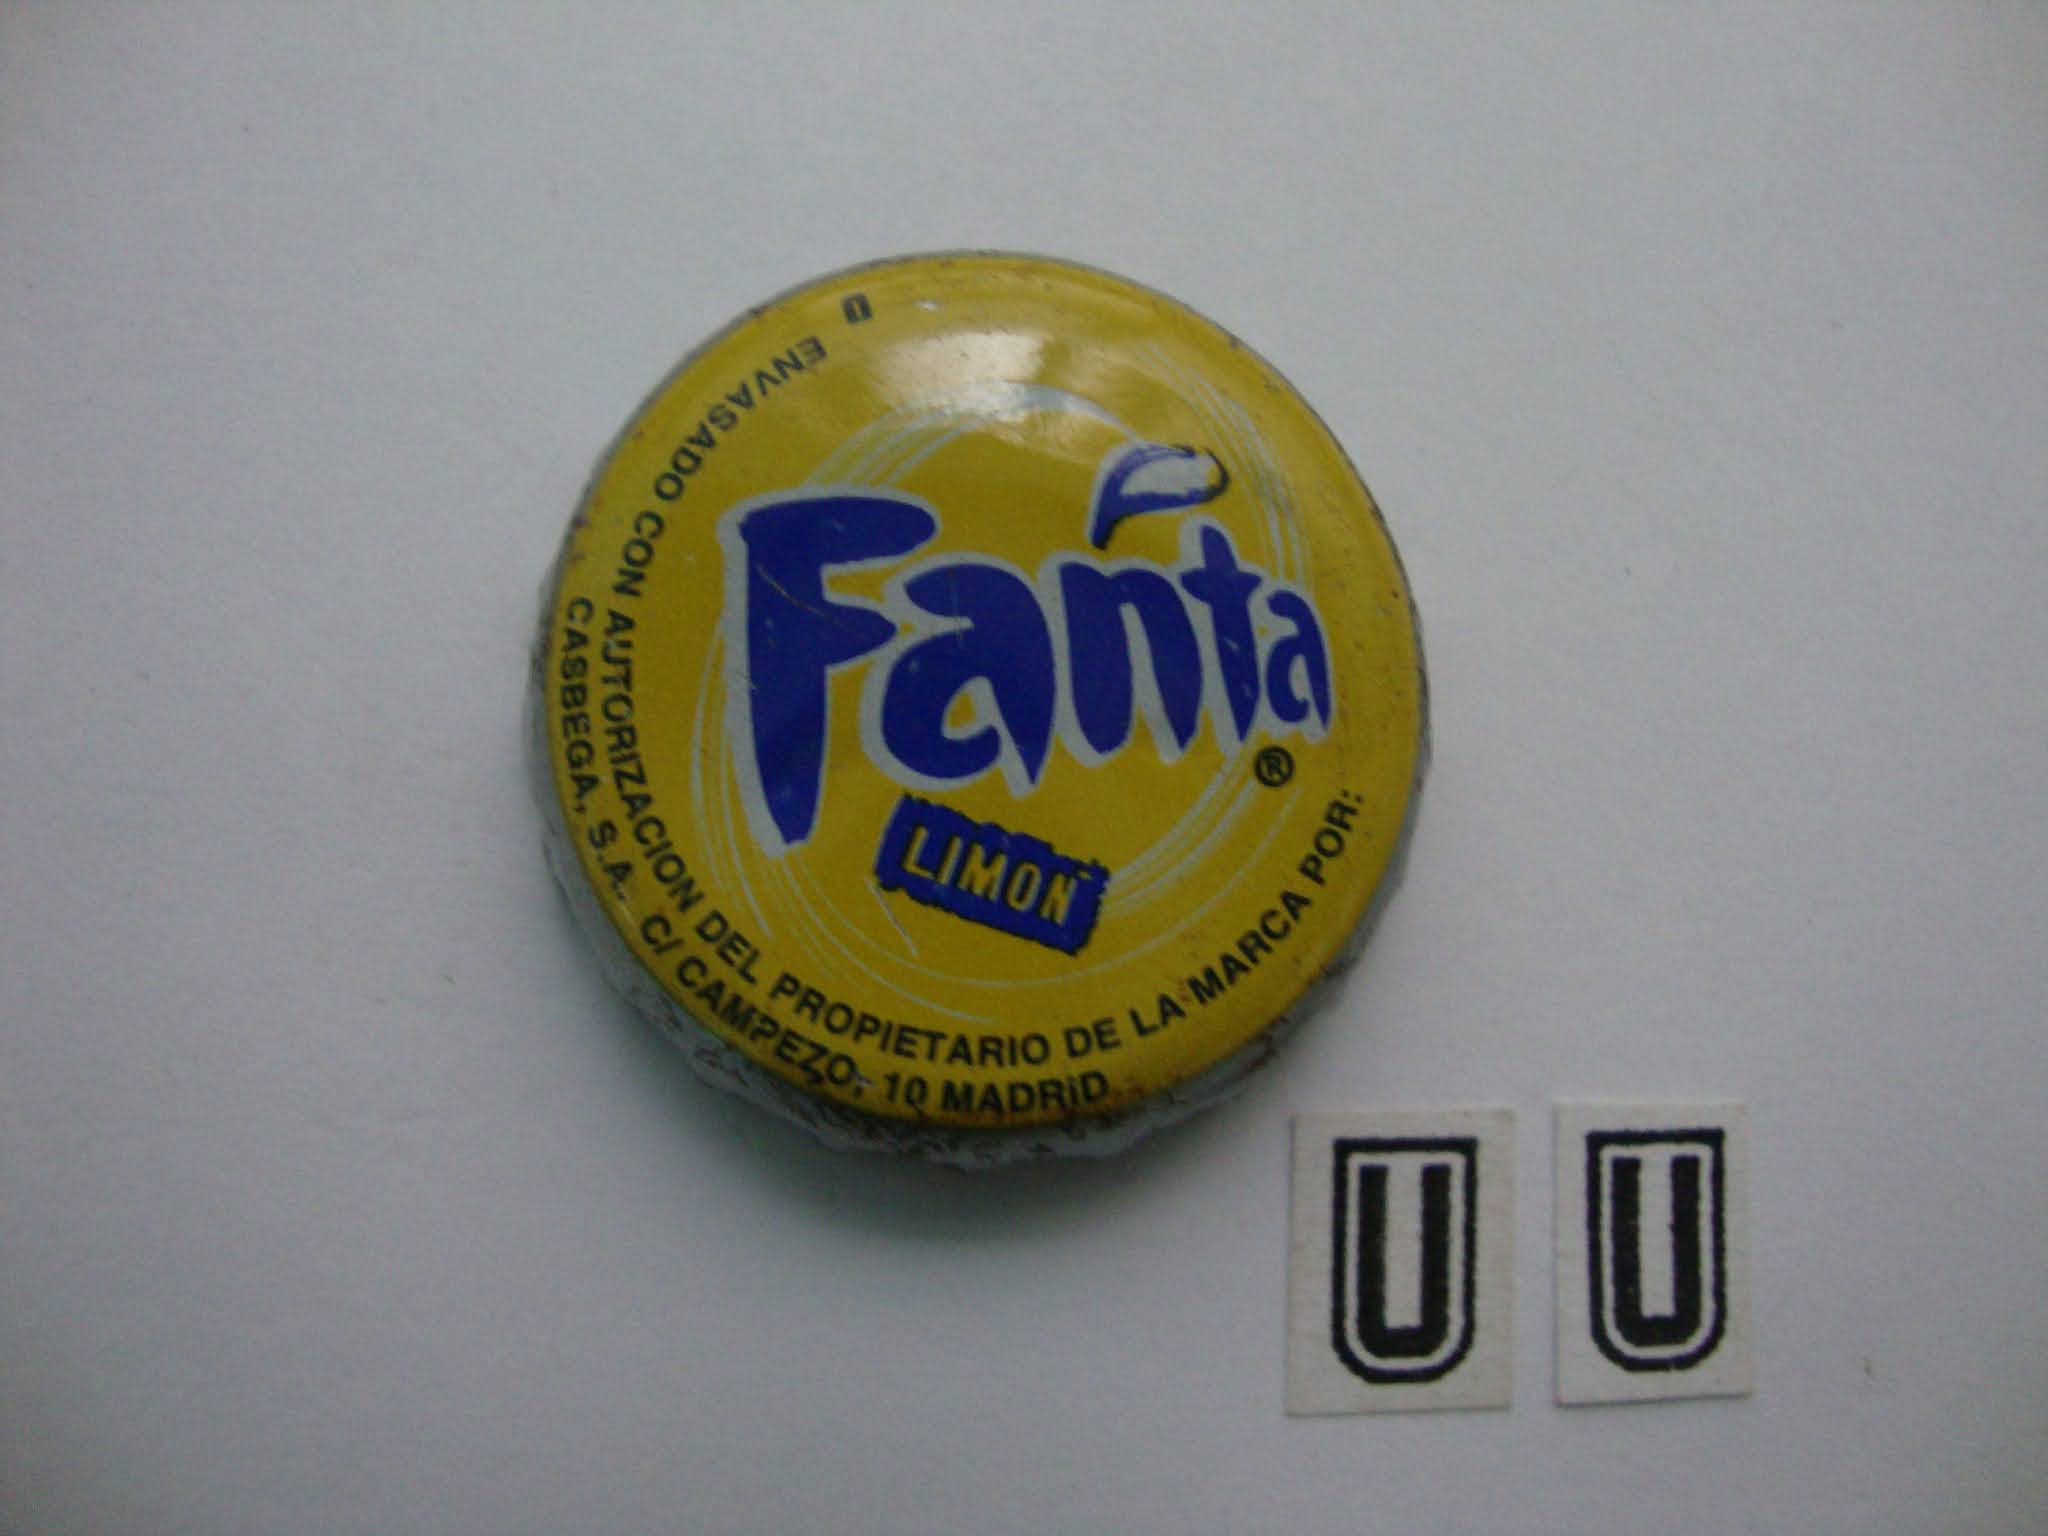 Fanta
®
LIMON
ENVASADO CON AUTORIZACION DEL PROPIETARIO DE LA MARCA POR:
CASBEGA, S.A. C/ CAMPEZO, 10 MADRID
U U